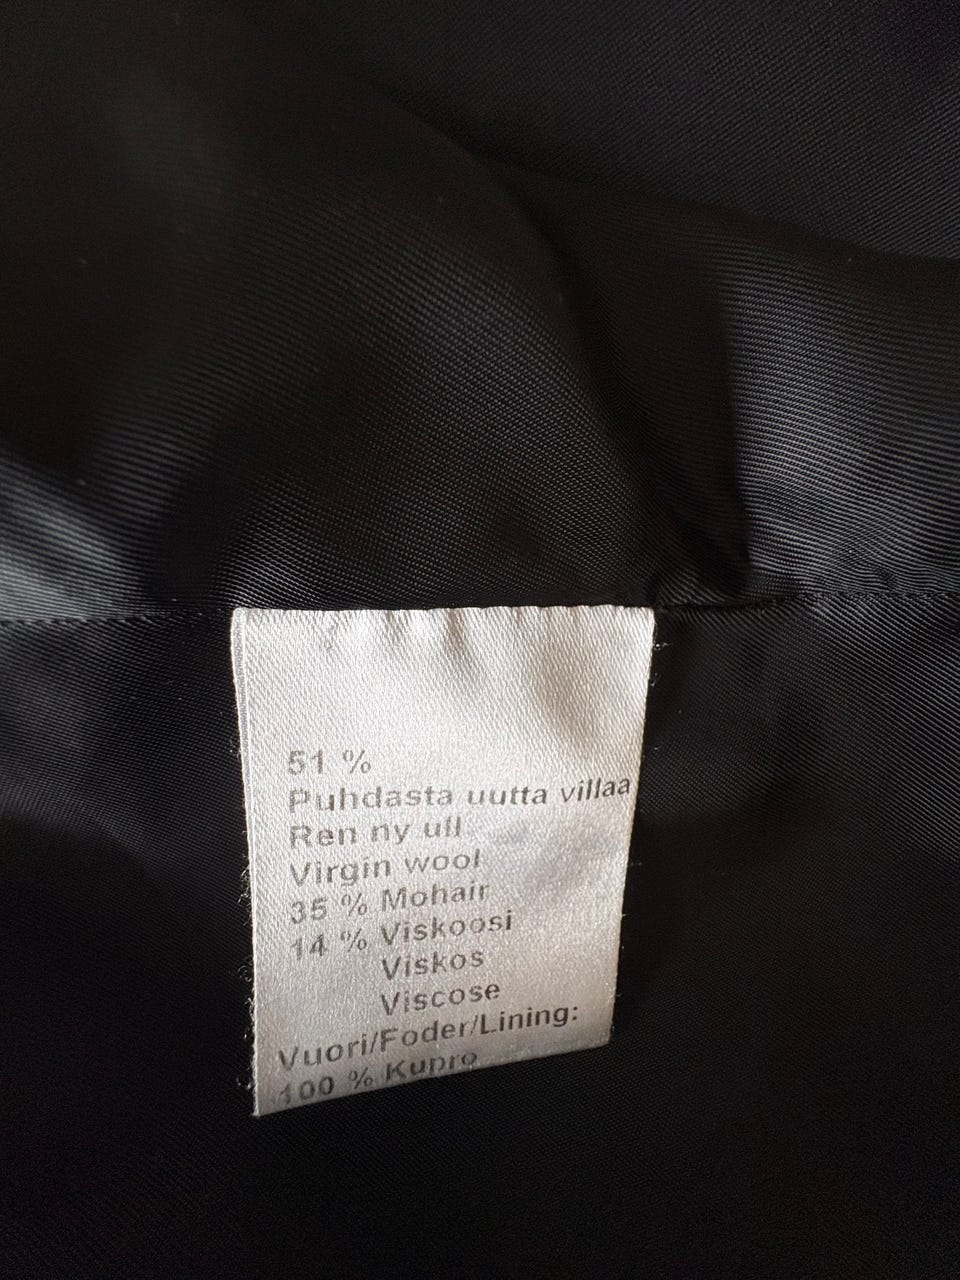 51 %
Puhdasta uutta villaa
Ren ny ull
Virgin wool
35 % Mohair
14 % Viskoosi
Viskos
Viscose
Vuori/Foder/Lining:
100 % Kupro